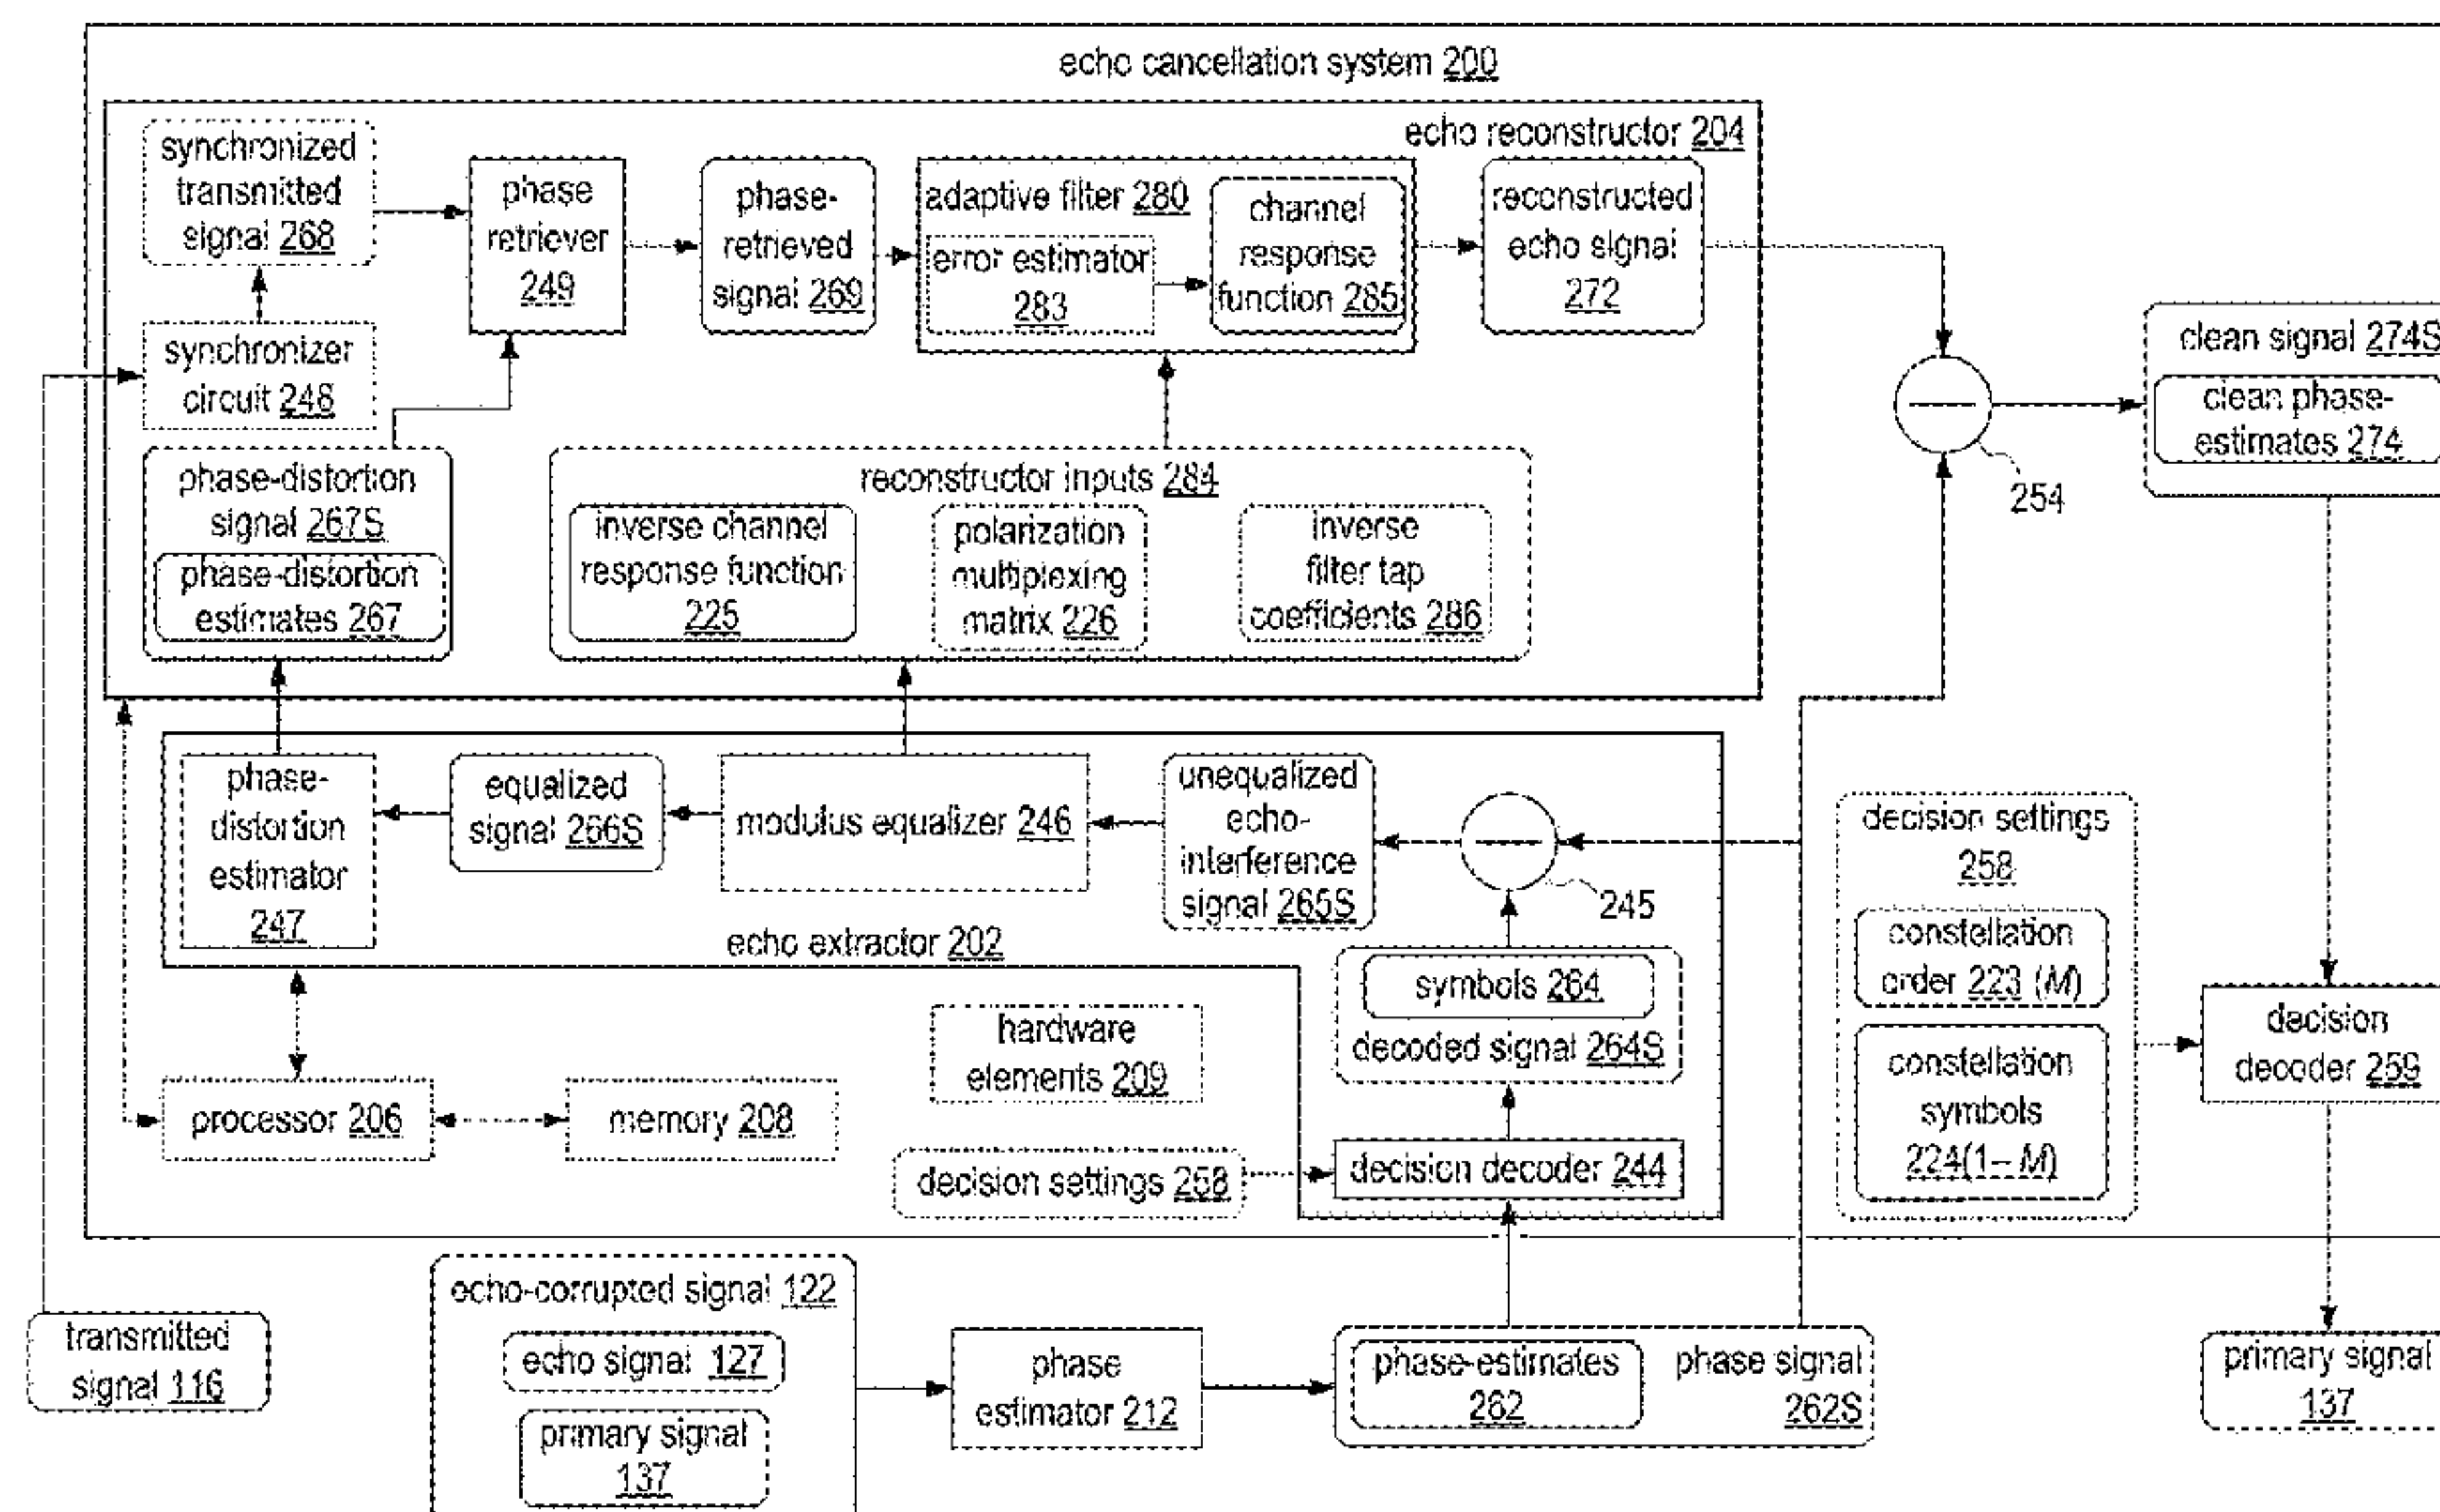 echo cancellation system 200
echo reconstructor 204
synchronized
transmitted
signal 268
phase
retriever
249
phase-
retrieved
signal 269
adaptive filter 280
error estimator
283
channel
response
function 285
reconstructed
echo signal
272
synchronizer
circuit 248
clean signal 274S
clean phase-
estimates 274
254
phase-distortion
signal 267S
phase-distortion
estimates 267
reconstructor inputs 284
inverse channel
response function
225
polarization
multiplexing
matrix 226
inverse
filter tap
coefficients 286
phase-
distortion
estimator
247
equalized
signal 266S
modulus equalizer 246
unequalized
echo-
interference
signal 265S
245
echo extractor 202
symbols 264
decoded signal 264S
decision settings
258
constellation
order 223 (M)
constellation
symbols
224(1–M)
decision
decoder 259
hardware
elements 209
processor 206
memory 208
decision settings 258
decision decoder 244
transmitted
signal 116
echo-corrupted signal 122
echo signal 127
primary signal
137
phase
estimator 212
phase-estimates
262
phase signal
262S
primary signal
137